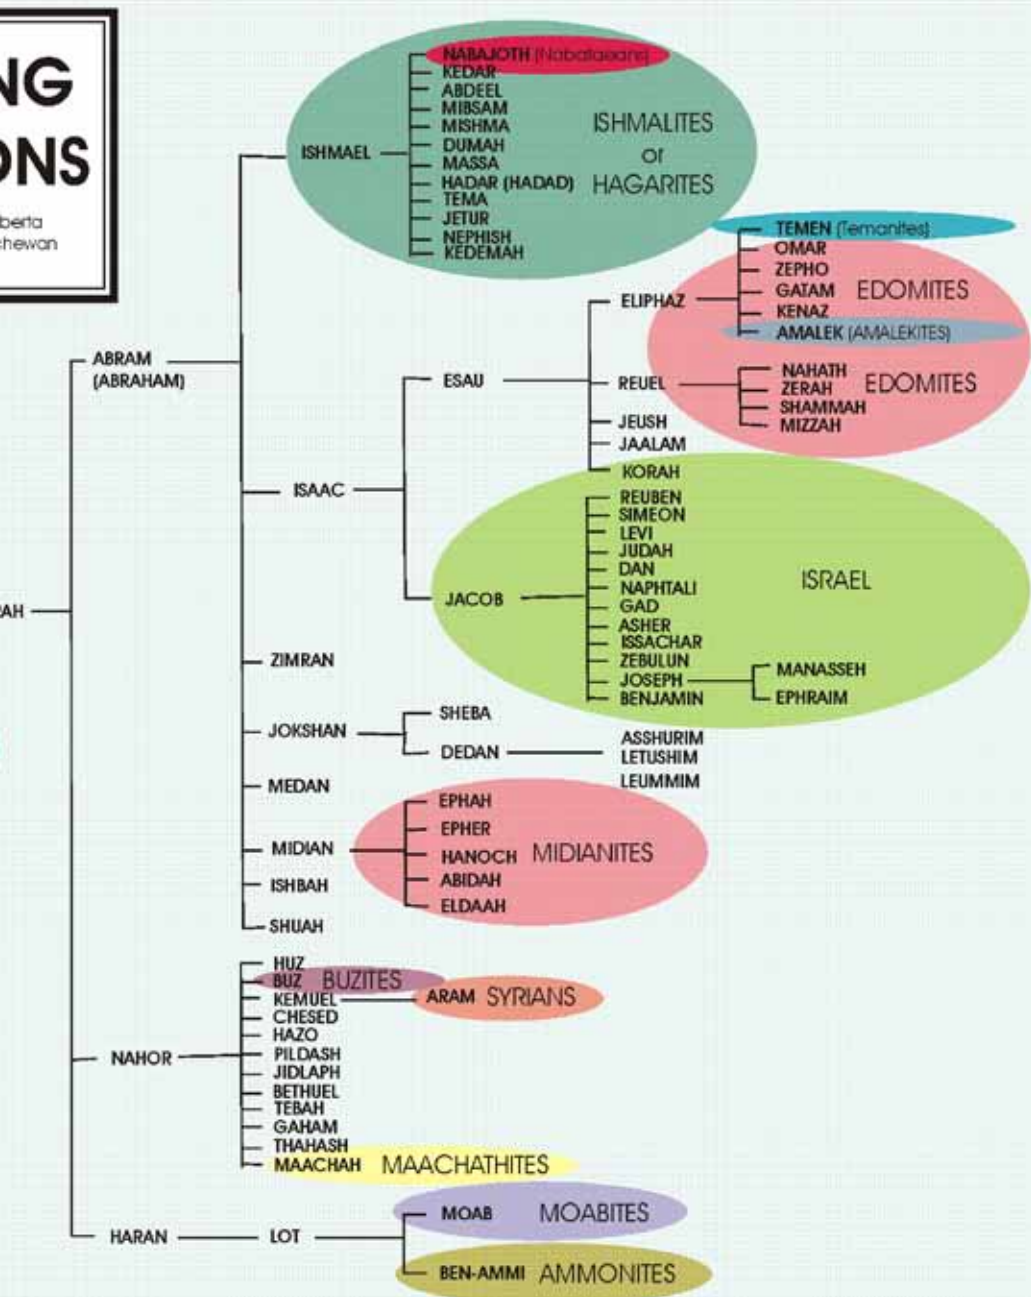 NG
ONS
berta
chewan
NABAJOTH (Nabataeans)
KEDAR
ABDEEL
MIBSAM
MISHMA
DUMAH
MASSA
HADAR (HADAD)
TEMA
JETUR
NEPHISH
KEDEMAH
ISHMAEL
ISHMALITES
or
HAGARITES
TEMEN (Temanites)
OMAR
ZEPHO
GATAM
KENAZ
AMALEK (AMALEKITES)
ELIPHAZ
EDOMITES
ABRAM
(ABRAHAM)
ESAU
REUEL
NAHATH
ZERAH
SHAMMAH
MIZZAH
EDOMITES
JEUSH
JAALAM
KORAH
ISAAC
REUBEN
SIMEON
LEVI
JUDAH
DAN
NAPHTALI
GAD
ASHER
ISSACHAR
ZEBULUN
JOSEPH
BENJAMIN
ISRAEL
JACOB
MANASSEH
EPHRAIM
RAH
ZIMRAN
JOKSHAN
SHEBA
DEDAN
ASSHURIM
LETUSHIM
LEUMMIM
MEDAN
MIDIAN
EPHAH
EPHER
HANOCH
ABIDAH
ELDAAH
MIDIANITES
ISHBAH
SHUAH
HUZ
BUZ BUZITES
KEMUEL
ARAM SYRIANS
CHESED
HAZO
PILDASH
JIDLAPH
BETHUEL
TEBAH
GAHAM
THAHASH
MAACHAH MAACHATHITES
NAHOR
HARAN
LOT
MOAB MOABITES
BEN-AMMI AMMONITES